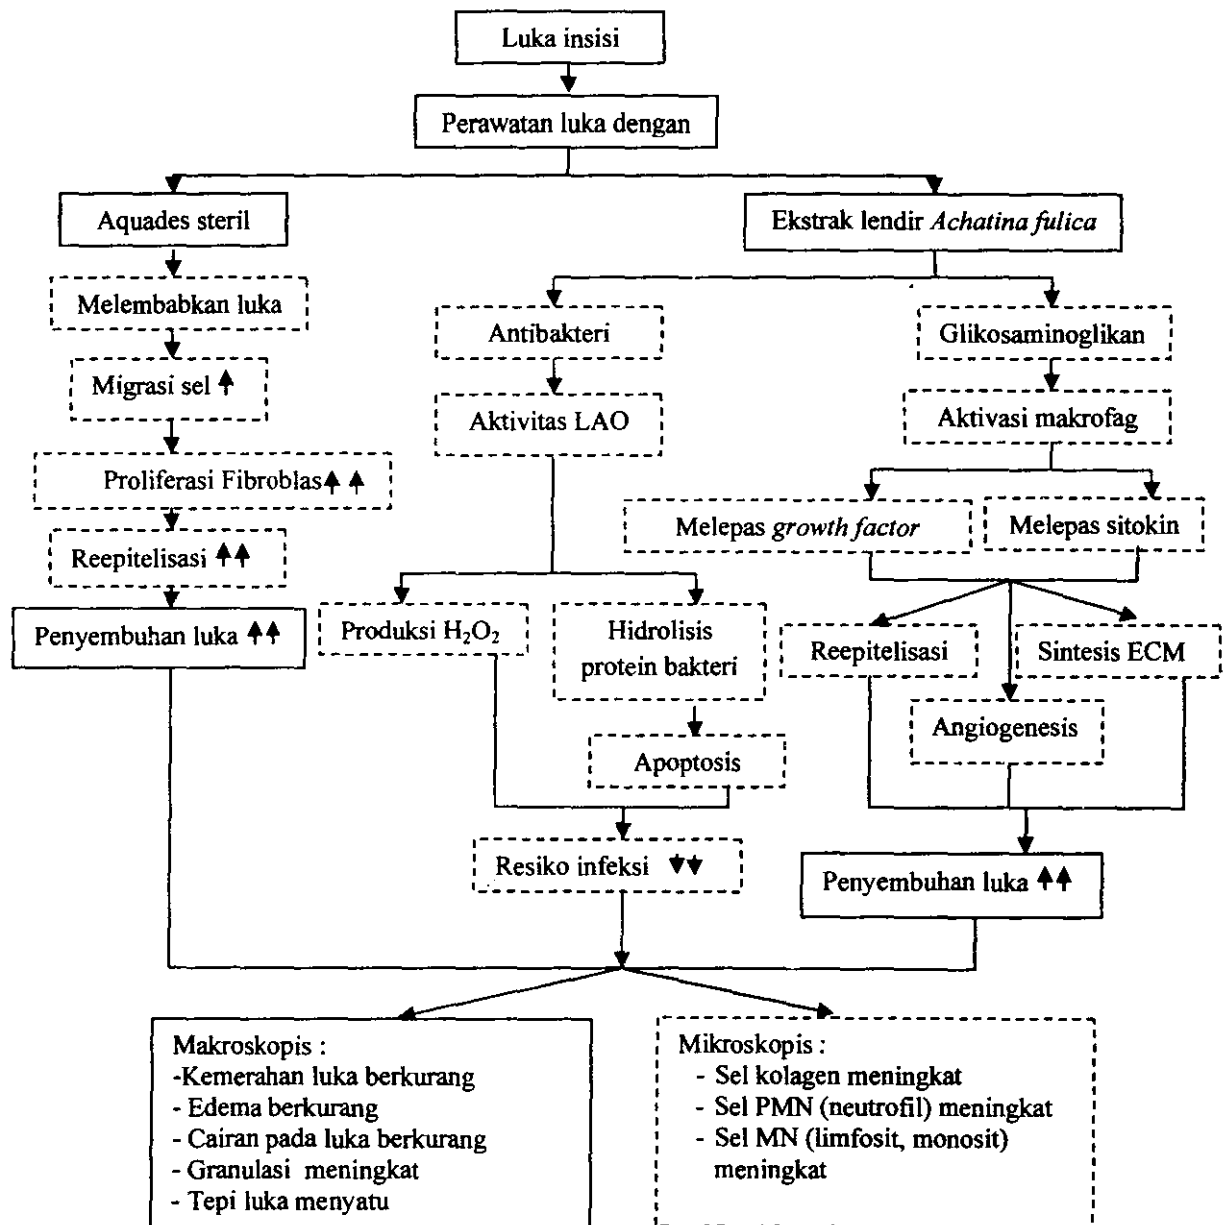 Luka insisi
Perawatan luka dengan
Aquades steril
Ekstrak lendir Achatina fulica
Melembabkan luka
Antibakteri
Glikosaminoglikan
Migrasi sel
Aktivitas LAO
Aktivasi makrofag
Proliferasi Fibroblas
Melepas growth factor
Melepas sitokin
Reepitelisasi
Penyembuhan luka
Produksi H₂O₂
Hidrolisis
protein bakteri
Reepitelisasi
Sintesis ECM
Angiogenesis
Apoptosis
Resiko infeksi
Penyembuhan luka
Makroskopis :
-Kemerahan luka berkurang
- Edema berkurang
- Cairan pada luka berkurang
- Granulasi meningkat
- Tepi luka menyatu
Mikroskopis :
- Sel kolagen meningkat
- Sel PMN (neutrofil) meningkat
- Sel MN (limfosit, monosit)
meningkat